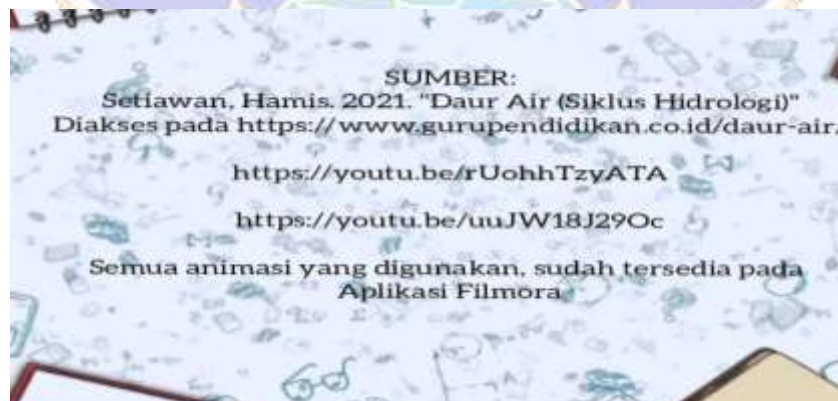 SUMBER:
Setiawan, Hamis. 2021. "Daur Air (Siklus Hidrologi)"
Diakses pada https://www.gurupendidikan.co.id/daur-air.
https://youtu.be/rUohhTzyATA
https://youtu.be/uuJW18J29Oc
Semua animasi yang digunakan, sudah tersedia pada
Aplikasi Filmora